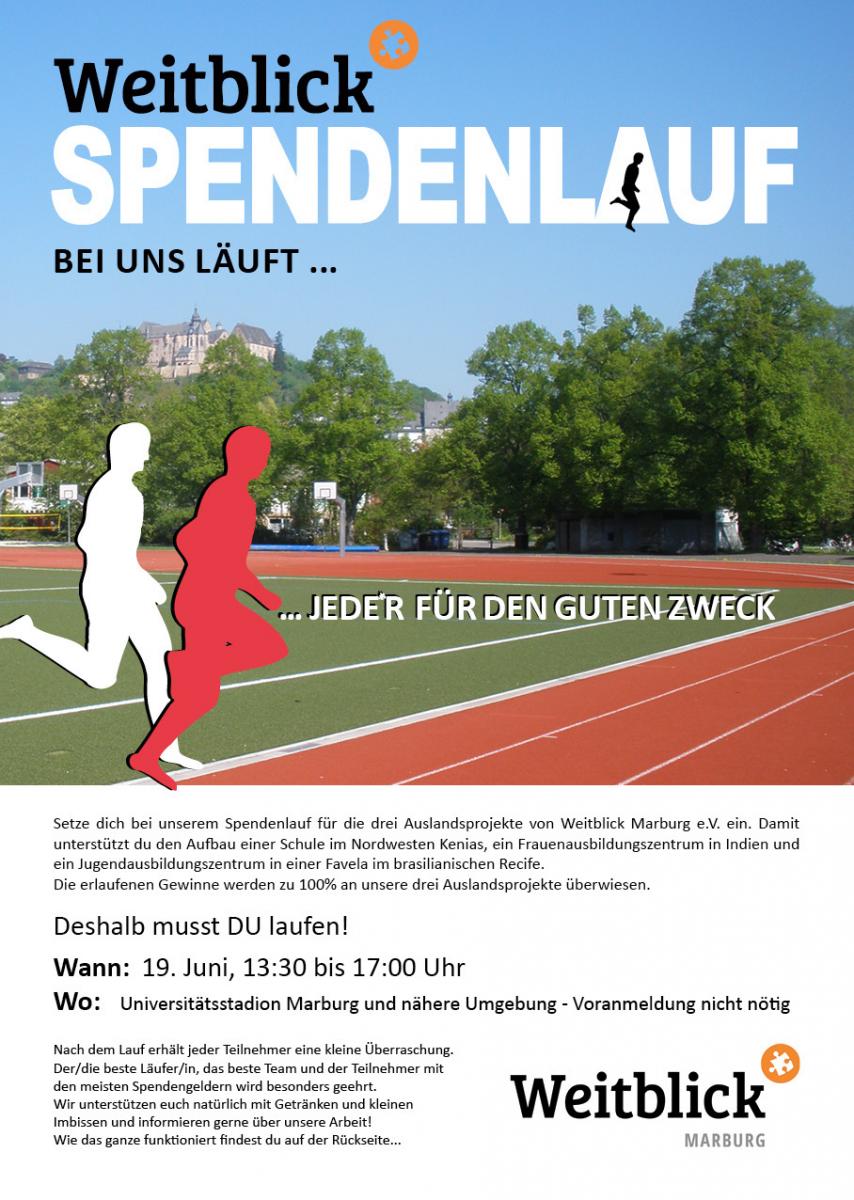 Weitblick
SPENDENLAUF
BEI UNS LÄUFT ...
... JEDE*R FÜR DEN GUTEN ZWECK
Setze dich bei unserem Spendenlauf für die drei Auslandsprojekte von Weitblick Marburg e.V. ein. Damit
unterstützt du den Aufbau einer Schule im Nordwesten Kenias, ein Frauenausbildungszentrum in Indien und
ein Jugendausbildungszentrum in einer Favela im brasilianischen Recife.
Die erlaufenen Gewinne werden zu 100% an unsere drei Auslandsprojekte überwiesen.
Deshalb musst DU laufen!
Wann: 19. Juni, 13:30 bis 17:00 Uhr
Wo: Universitätsstadion Marburg und nähere Umgebung - Voranmeldung nicht nötig
Nach dem Lauf erhält jeder Teilnehmer eine kleine Überraschung.
Der/die beste Läufer/in, das beste Team und der Teilnehmer mit
den meisten Spendengeldern wird besonders geehrt.
Wir unterstützen euch natürlich mit Getränken und kleinen
Imbissen und informieren gerne über unsere Arbeit!
Wie das ganze funktioniert findest du auf der Rückseite...
Weitblick
MARBURG